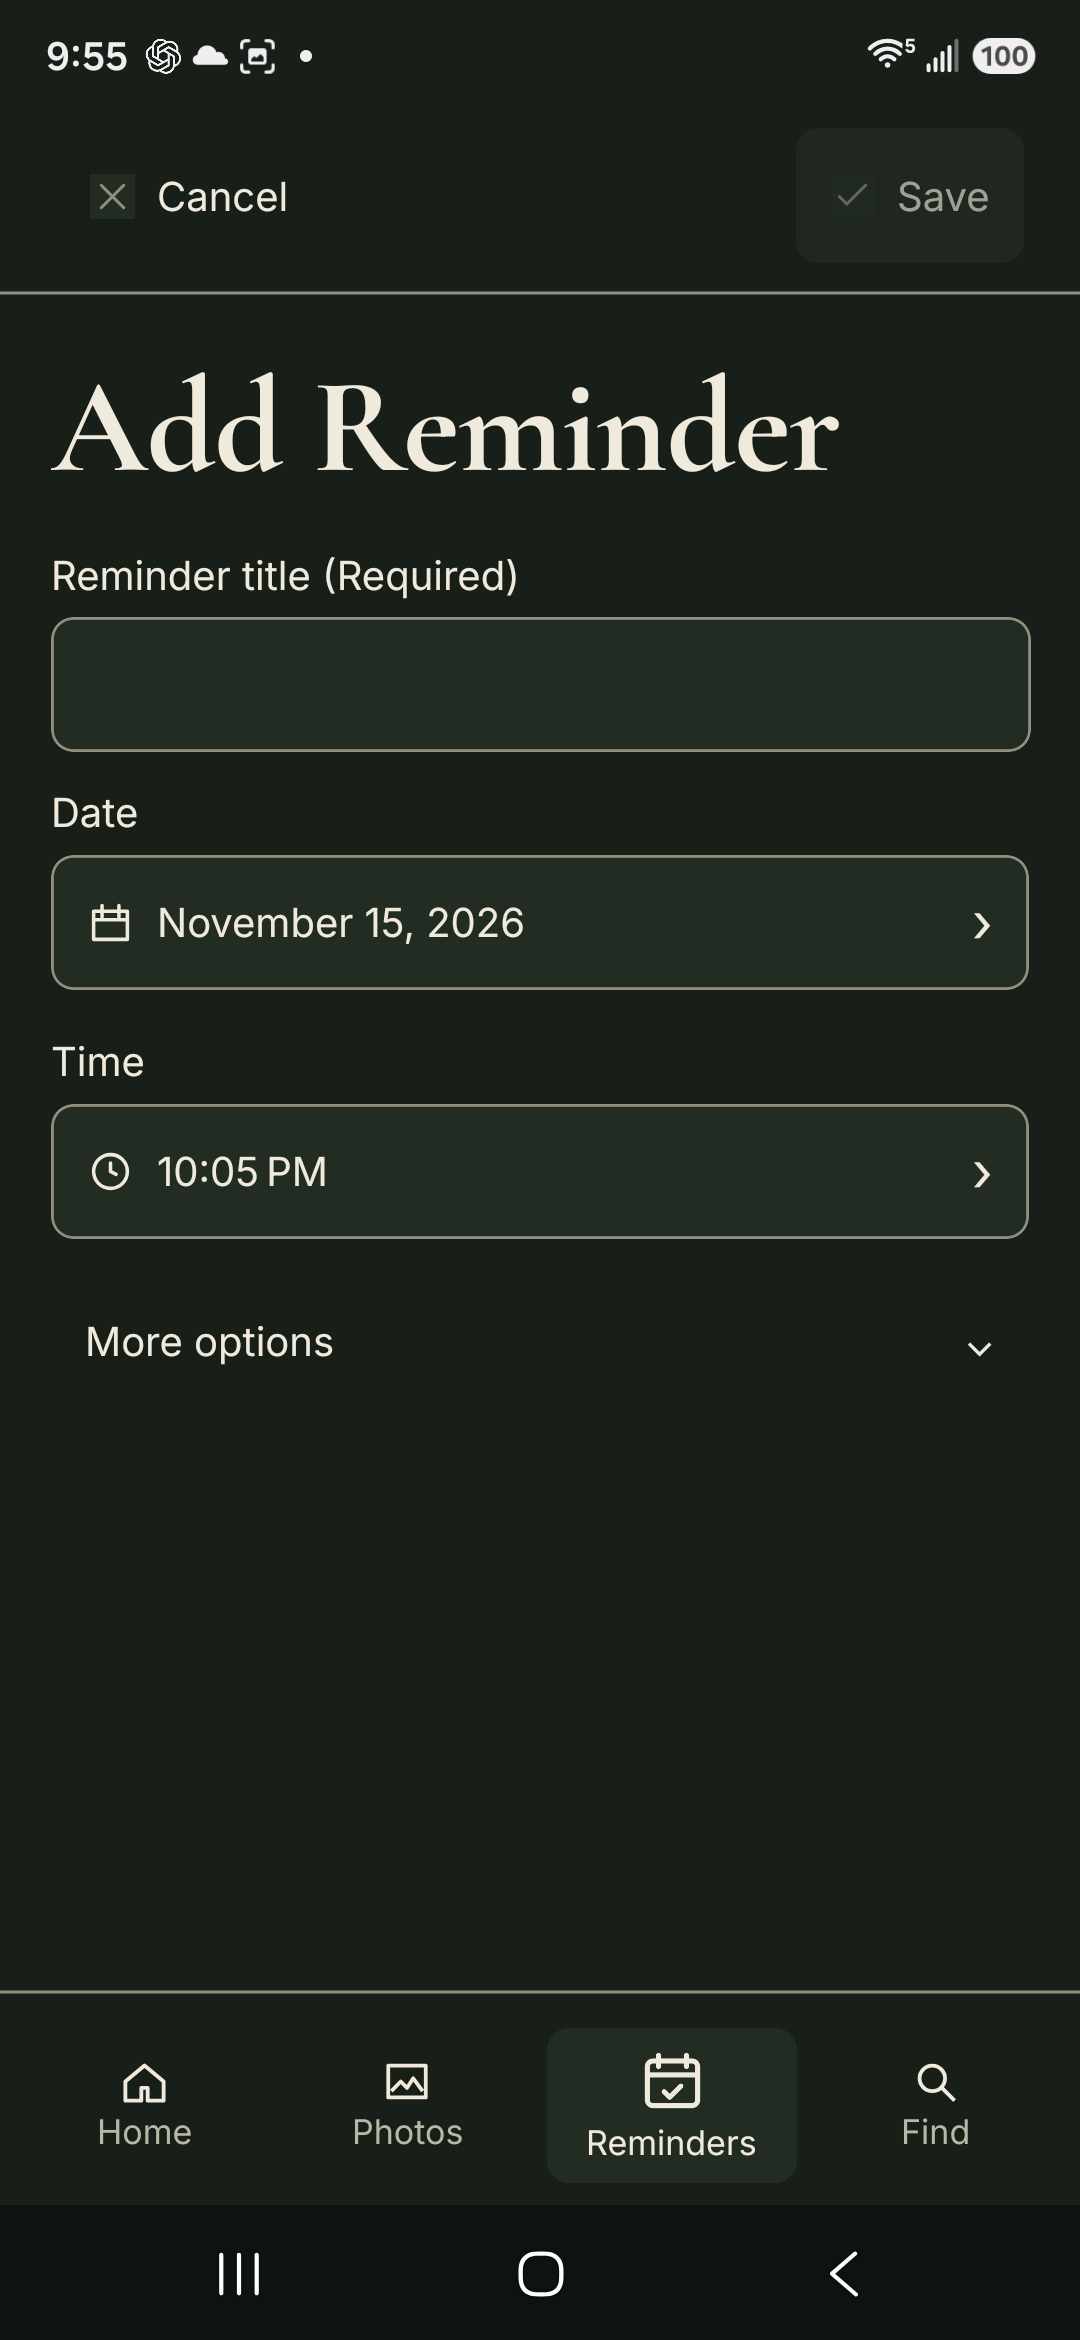 9:55
5
100
Cancel
Save
Add Reminder
Reminder title (Required)
Date
November 15, 2026
Time
10:05 PM
More options
Home
Photos
Reminders
Find